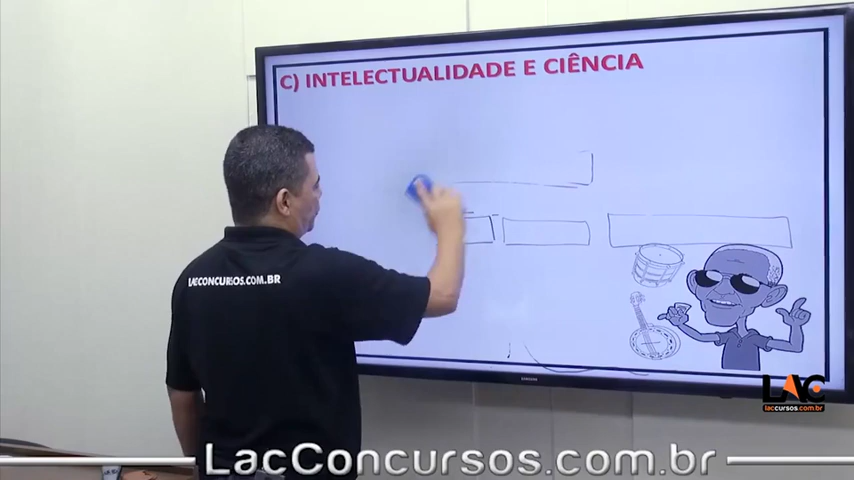 C) INTELECTUALIDADE E CIÊNCIA
LACCONCURSOS.COM.BR
SAMSUNG
LAC
laccursos.com.br
LacConcursos.com.br